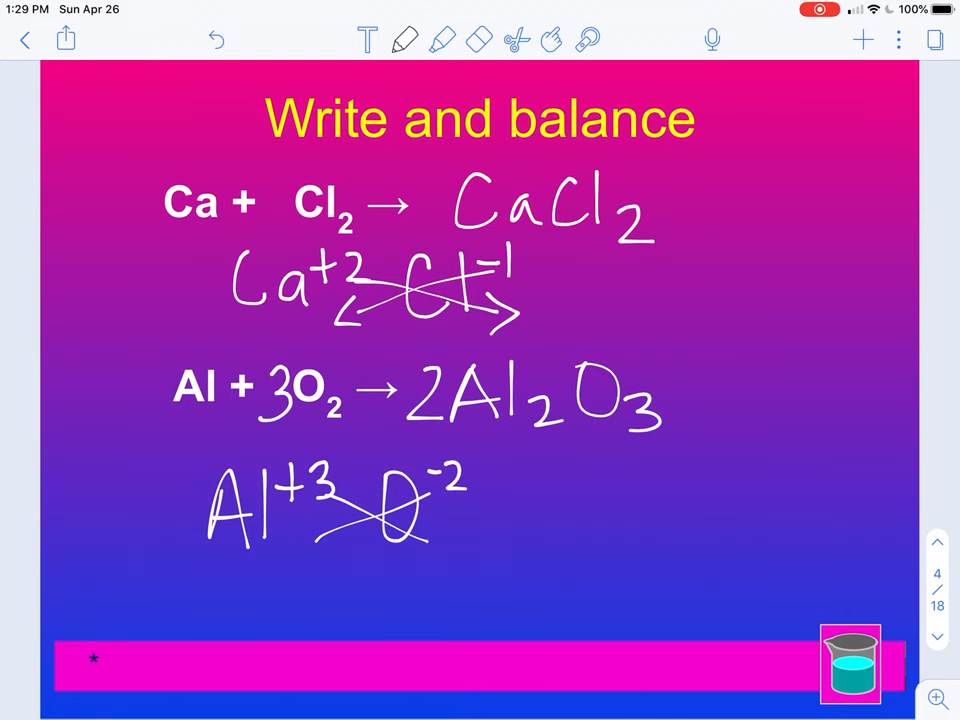 1:29 PM Sun Apr 26 100%
T
Write and balance
Ca + Cl₂ → CaCl₂
Ca⁺² Cl⁻¹
Al + 3O₂ → 2Al₂O₃
Al⁺³ O⁻²
4
/
18
*